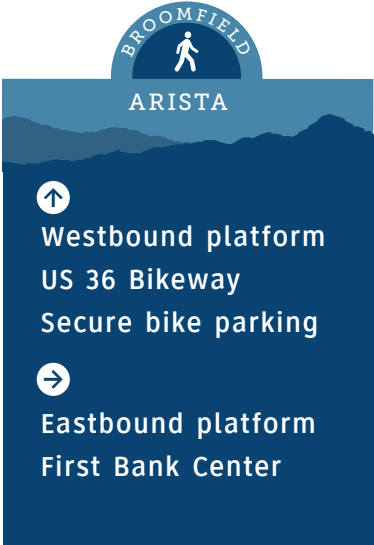 BROOMFIELD
ARISTA
Westbound platform
US 36 Bikeway
Secure bike parking
Eastbound platform
First Bank Center